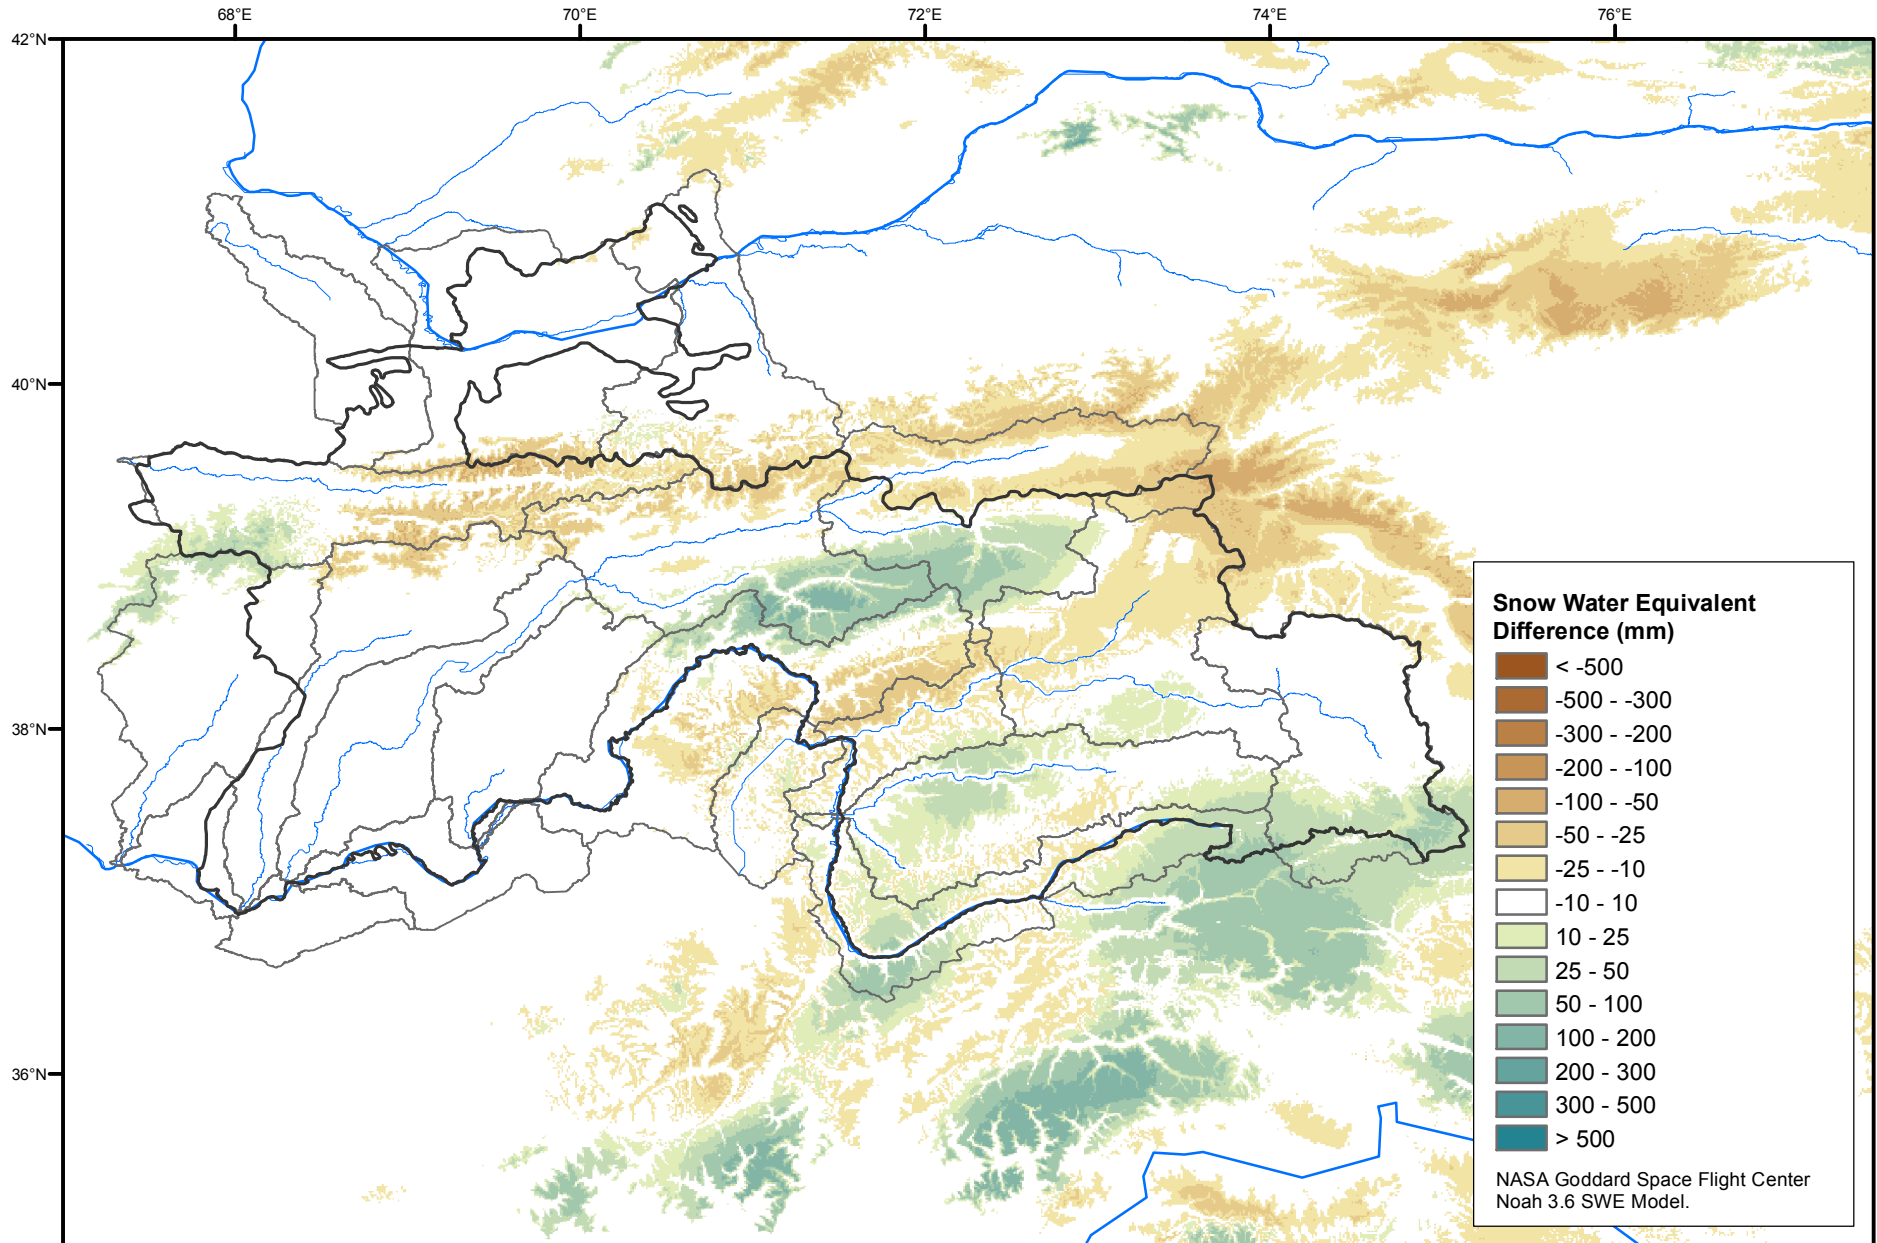 68°E 70°E 72°E 74°E 76°E
42°N
40°N
38°N
36°N
Snow Water Equivalent
Difference (mm)
< -500
-500 - -300
-300 - -200
-200 - -100
-100 - -50
-50 - -25
-25 - -10
-10 - 10
10 - 25
25 - 50
50 - 100
100 - 200
200 - 300
300 - 500
> 500
NASA Goddard Space Flight Center
Noah 3.6 SWE Model.